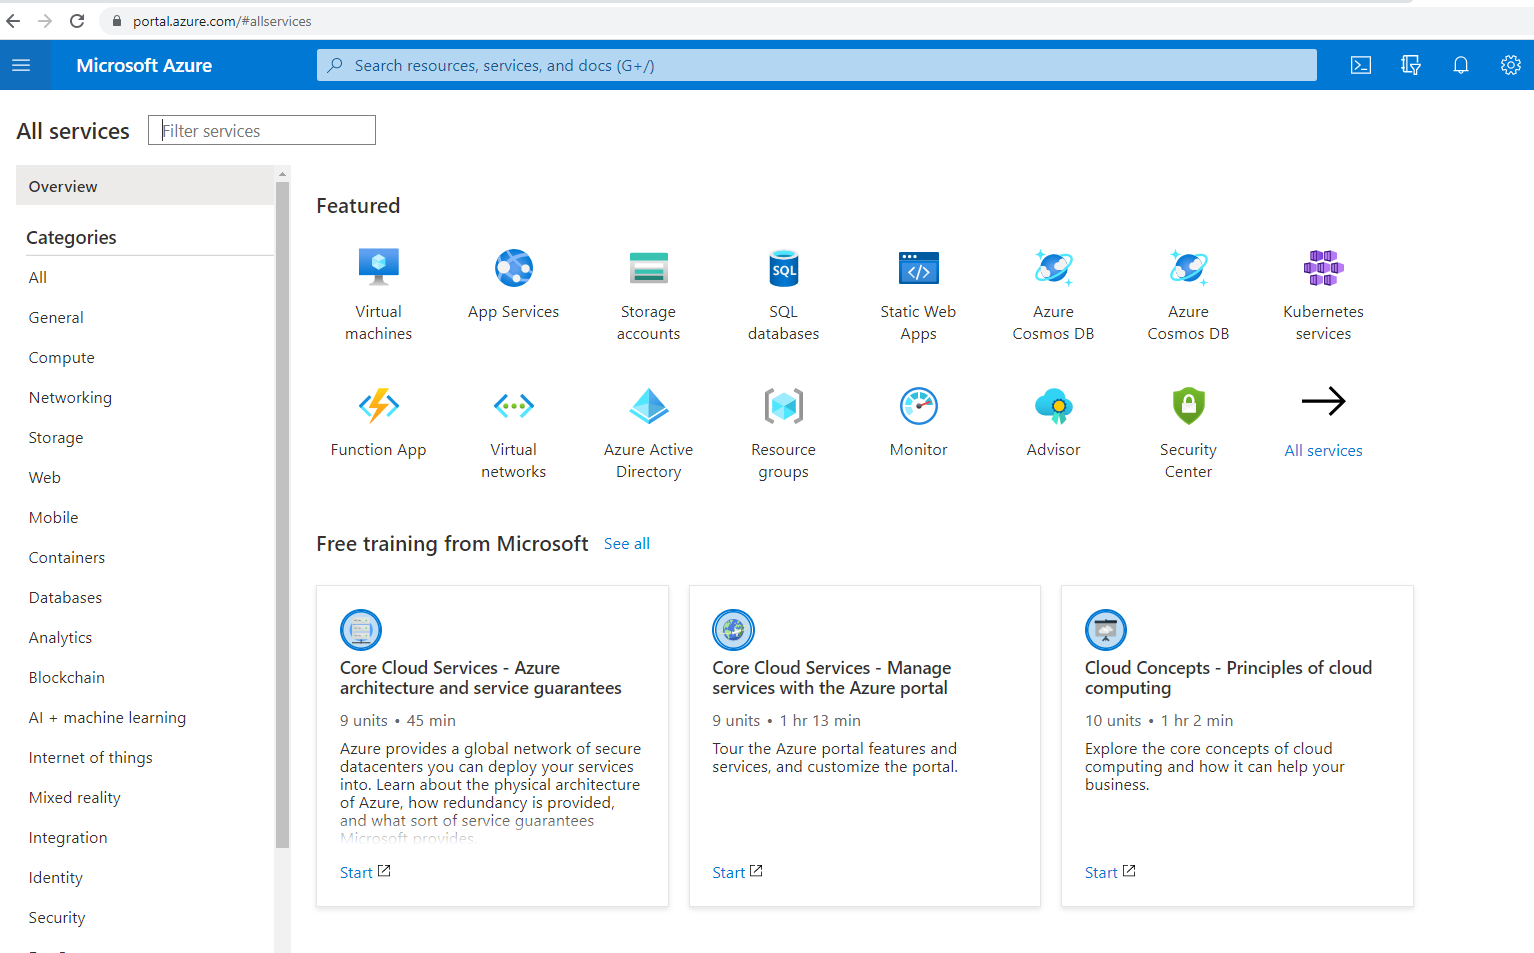 portal.azure.com/#allservices
Microsoft Azure
Search resources, services, and docs (G+/)
All services
Filter services
Overview
Categories
All
General
Compute
Networking
Storage
Web
Mobile
Containers
Databases
Analytics
Blockchain
AI + machine learning
Internet of things
Mixed reality
Integration
Identity
Security
Featured
Virtual
machines
App Services
Storage
accounts
SQL
SQL
databases
Static Web
Apps
Azure
Cosmos DB
Azure
Cosmos DB
Kubernetes
services
Function App
Virtual
networks
Azure Active
Directory
Resource
groups
Monitor
Advisor
Security
Center
All services
Free training from Microsoft See all
Core Cloud Services - Azure
architecture and service guarantees
9 units • 45 min
Azure provides a global network of secure
datacenters you can deploy your services
into. Learn about the physical architecture
of Azure, how redundancy is provided,
and what sort of service guarantees
Microsoft provides.
Start
Core Cloud Services - Manage
services with the Azure portal
9 units • 1 hr 13 min
Tour the Azure portal features and
services, and customize the portal.
Start
Cloud Concepts - Principles of cloud
computing
10 units • 1 hr 2 min
Explore the core concepts of cloud
computing and how it can help your
business.
Start